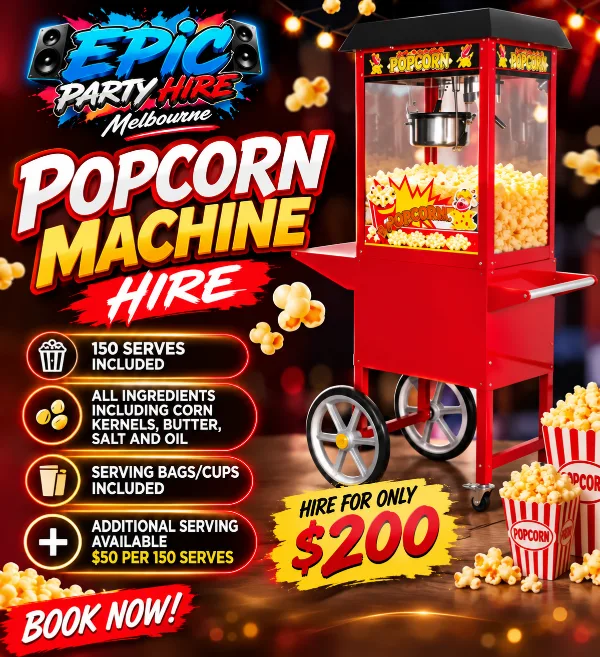 EPIC
PARTY HIRE
Melbourne
POPCORN
MACHINE
HIRE
150 SERVES
INCLUDED
ALL INGREDIENTS
INCLUDING CORN
KERNELS, BUTTER,
SALT AND OIL
SERVING BAGS/CUPS
INCLUDED
ADDITIONAL SERVING
AVAILABLE
$50 PER 150 SERVES
BOOK NOW!
HIRE FOR ONLY
$200
POPCORN
POPCORN
POPCORN
POPCORN
POPCORN